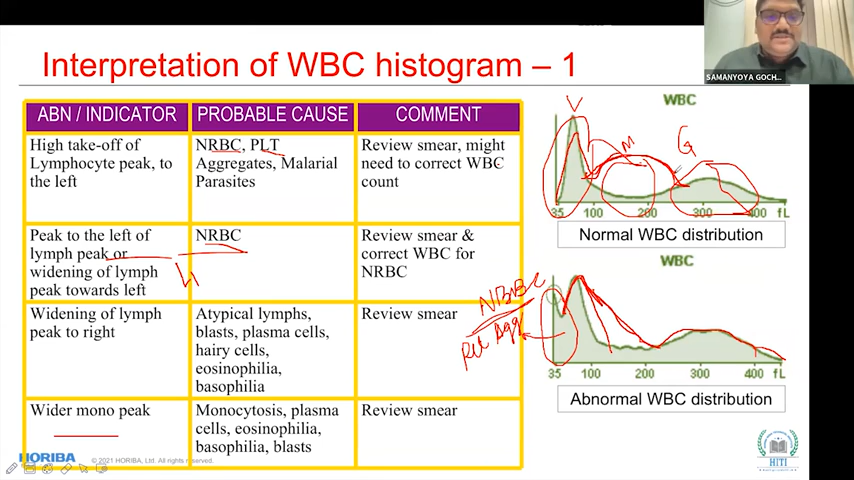 SAMANYOYA GOCH...
Interpretation of WBC histogram – 1
ABN / INDICATOR
PROBABLE CAUSE
COMMENT
High take-off of
Lymphocyte peak, to
the left
NRBC, PLT
Aggregates, Malarial
Parasites
Review smear, might
need to correct WBC
count
Peak to the left of
lymph peak or
widening of lymph
peak towards left
NRBC
Review smear &
correct WBC for
NRBC
Widening of lymph
peak to right
Atypical lymphs,
blasts, plasma cells,
hairy cells,
eosinophilia,
basophilia
Review smear
Wider mono peak
Monocytosis, plasma
cells, eosinophilia,
basophilia, blasts
Review smear
WBC
M
G
35 100 200 300 400 fL
Normal WBC distribution
WBC
NRBC
PLt Agg
35 100 200 300 400 fL
Abnormal WBC distribution
HORIBA
© 2021 HORIBA, Ltd. All rights reserved.
HITI